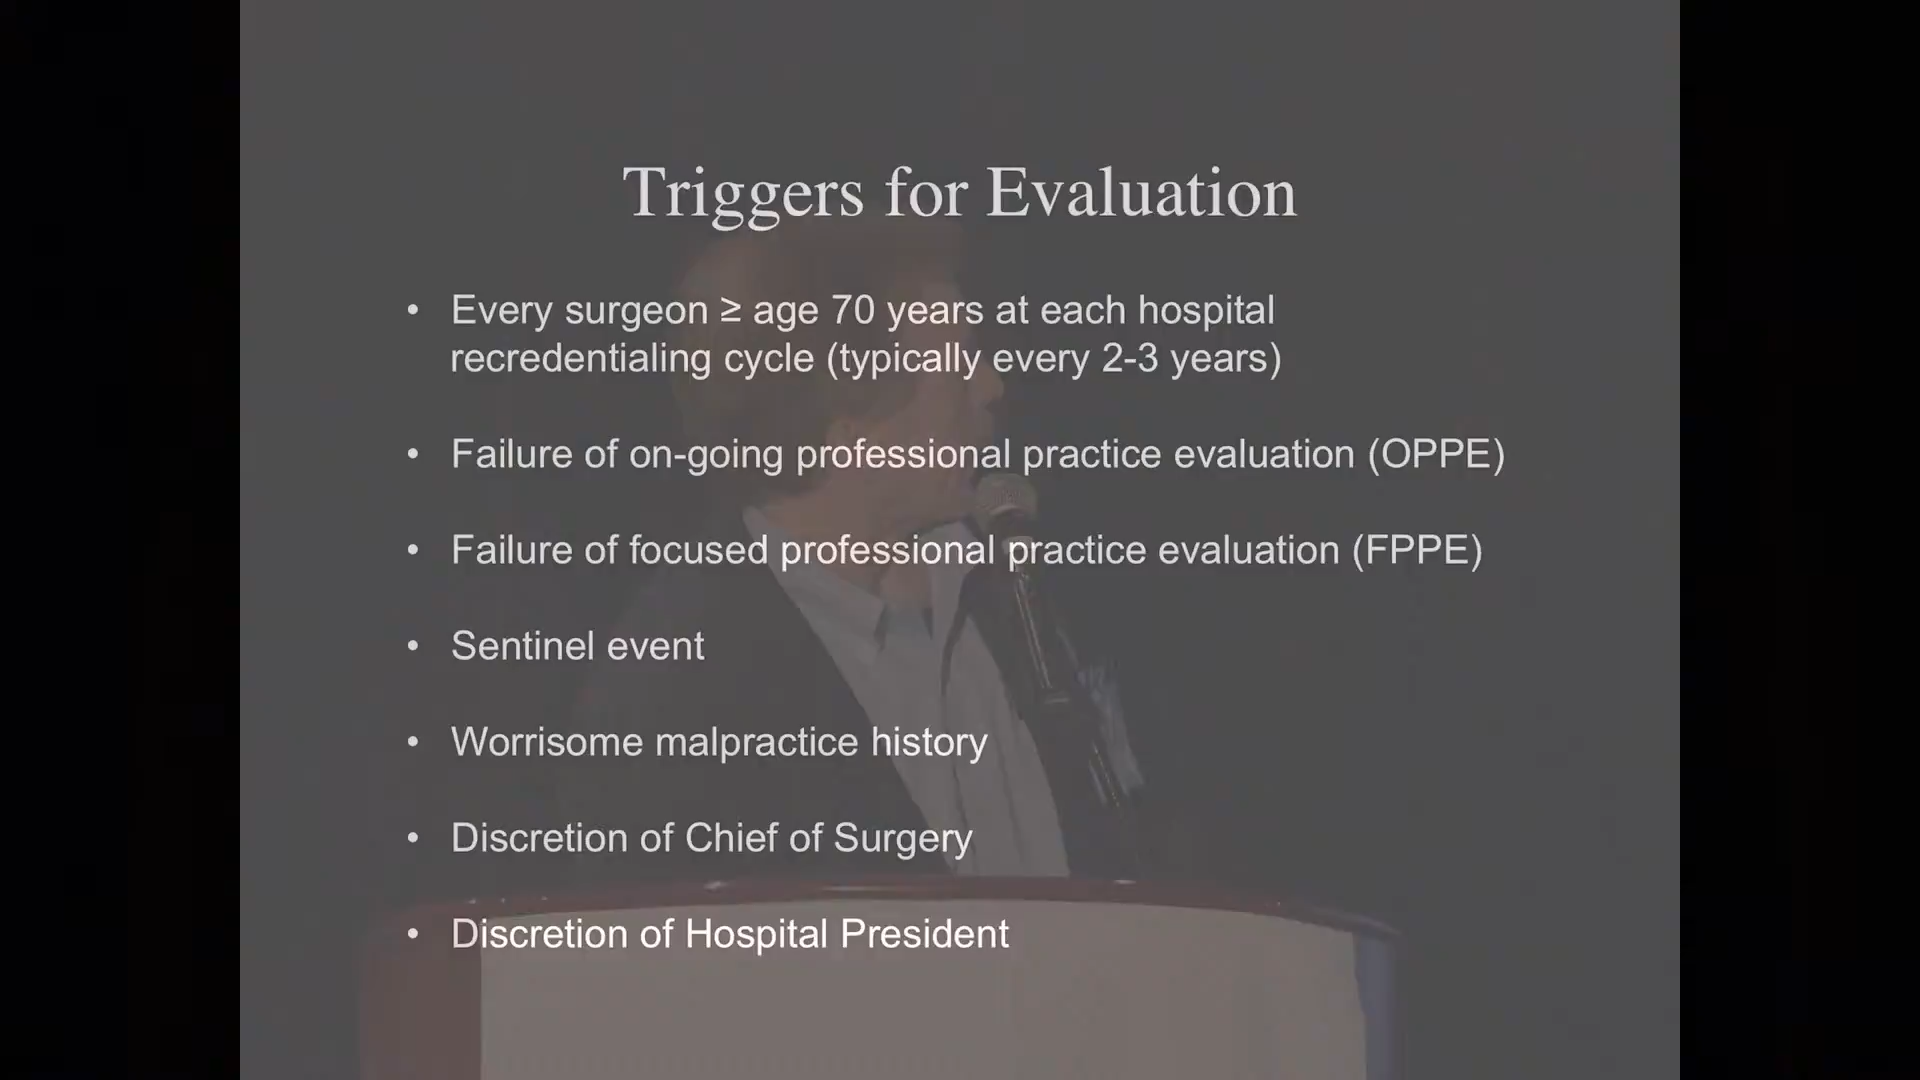 Triggers for Evaluation
• Every surgeon ≥ age 70 years at each hospital
recredentialing cycle (typically every 2-3 years)
• Failure of on-going professional practice evaluation (OPPE)
• Failure of focused professional practice evaluation (FPPE)
• Sentinel event
• Worrisome malpractice history
• Discretion of Chief of Surgery
• Discretion of Hospital President